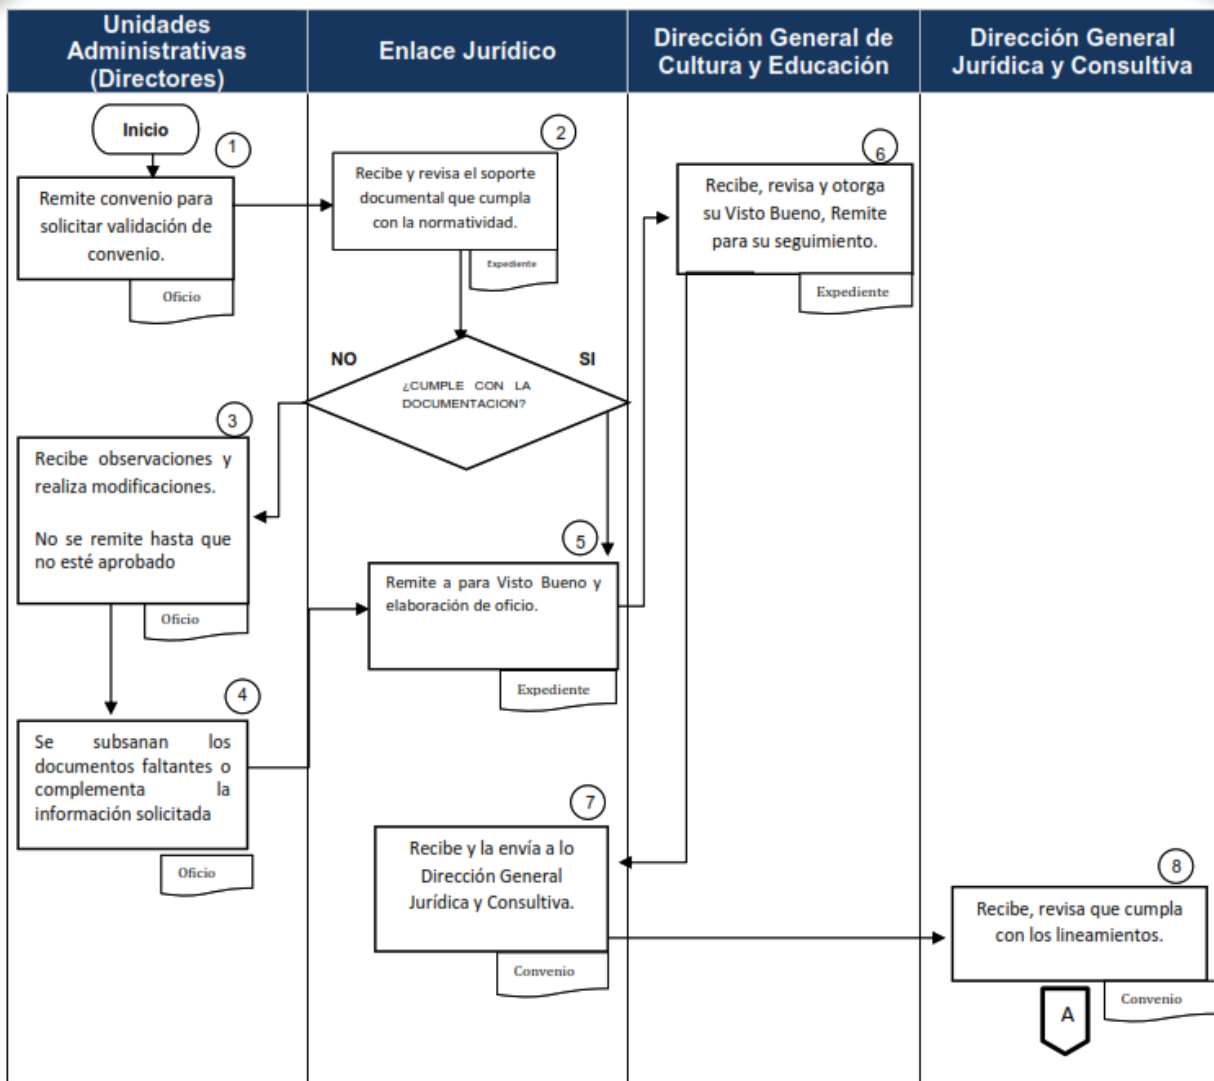 Unidades
Administrativas
(Directores)
Enlace Jurídico
Dirección General de
Cultura y Educación
Dirección General
Jurídica y Consultiva
Inicio
1
Remite convenio para
solicitar validación de
convenio.
Oficio
2
Recibe y revisa el soporte
documental que cumpla
con la normatividad.
Expediente
NO
SI
¿CUMPLE CON LA
DOCUMENTACION?
3
Recibe observaciones y
realiza modificaciones.
No se remite hasta que
no esté aprobado
Oficio
4
Se subsanan los
documentos faltantes o
complementa la
información solicitada
Oficio
5
Remite a para Visto Bueno y
elaboración de oficio.
Expediente
6
Recibe, revisa y otorga
su Visto Bueno, Remite
para su seguimiento.
Expediente
7
Recibe y la envía a lo
Dirección General
Jurídica y Consultiva.
Convenio
8
Recibe, revisa que cumpla
con los lineamientos.
Convenio
A